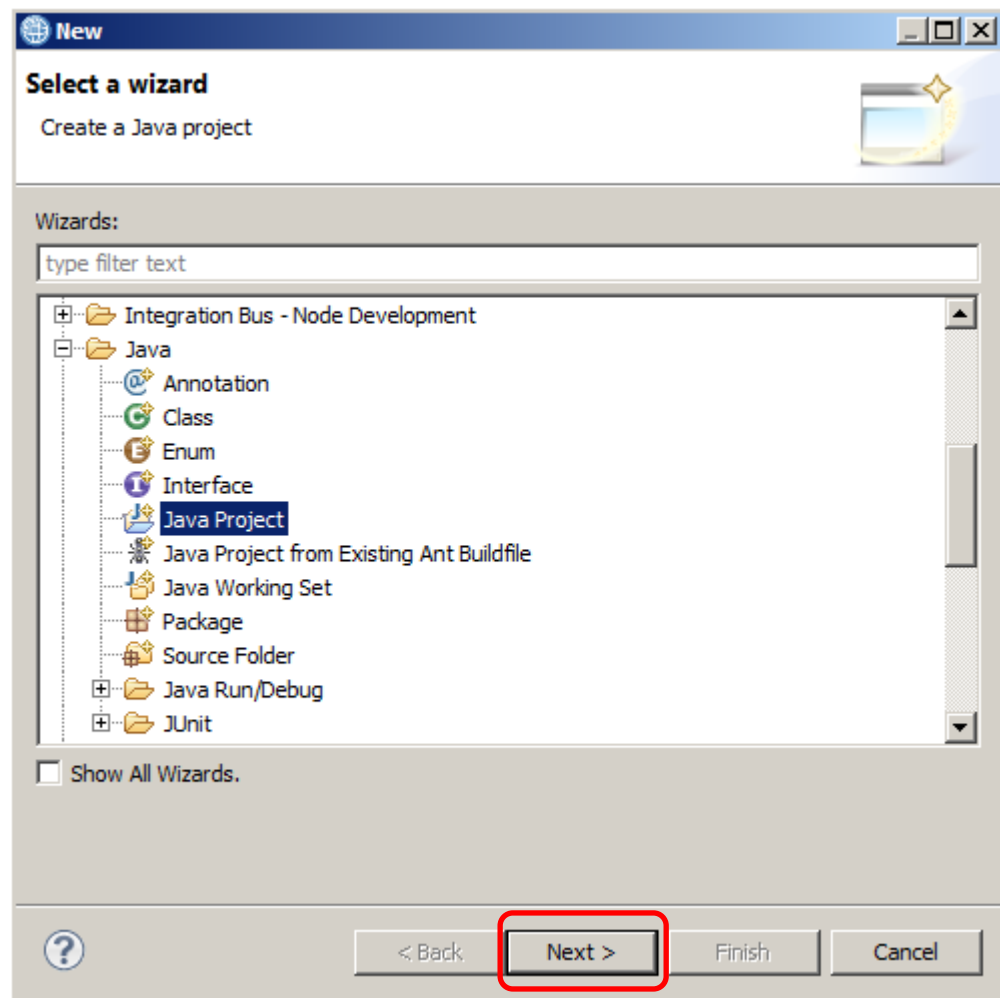 New
Select a wizard
Create a Java project
Wizards:
type filter text
Integration Bus - Node Development
Java
Annotation
Class
Enum
Interface
Java Project
Java Project from Existing Ant Buildfile
Java Working Set
Package
Source Folder
Java Run/Debug
JUnit
Show All Wizards.
< Back Next > Finish Cancel